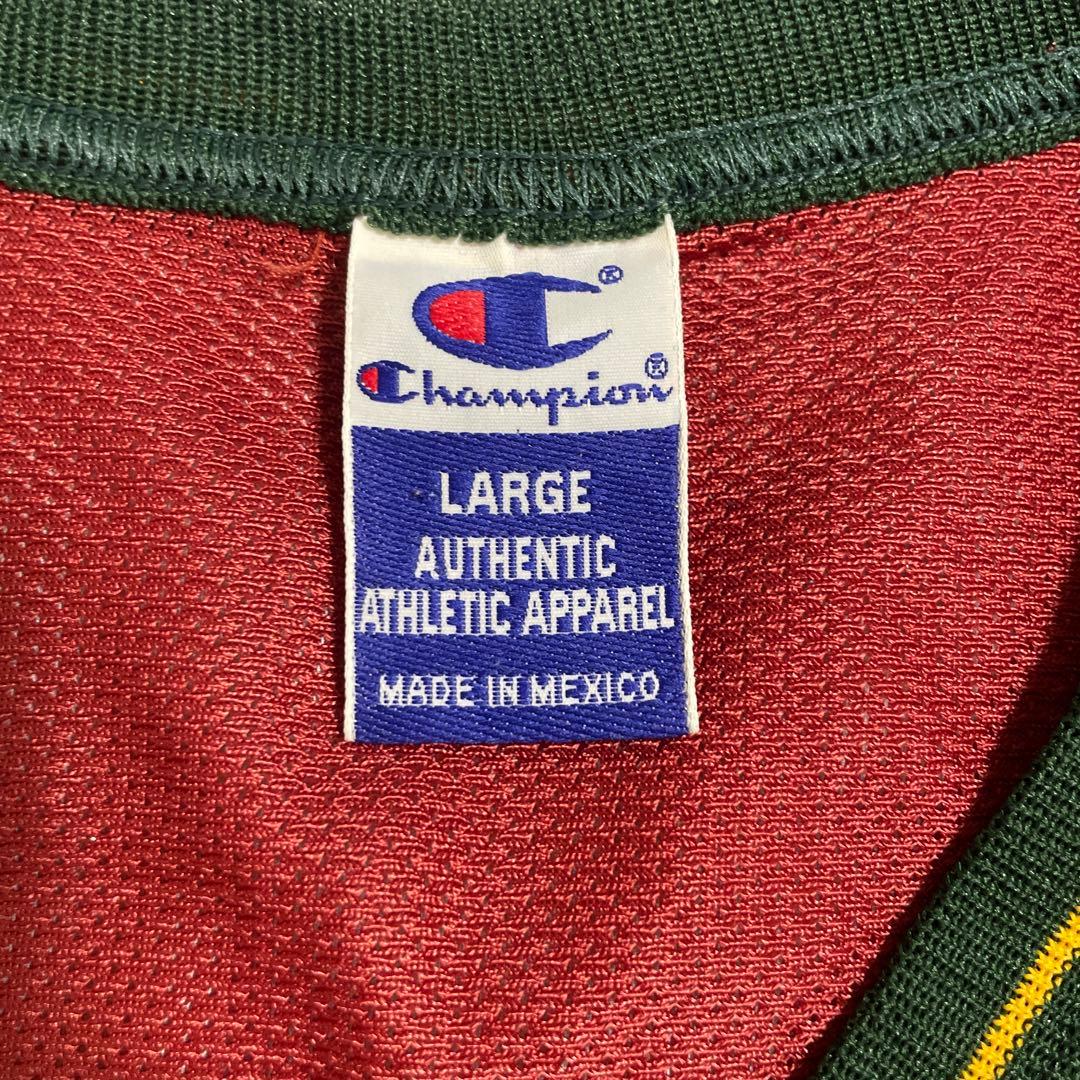 ®
Champion®
LARGE
AUTHENTIC
ATHLETIC APPAREL
MADE IN MEXICO